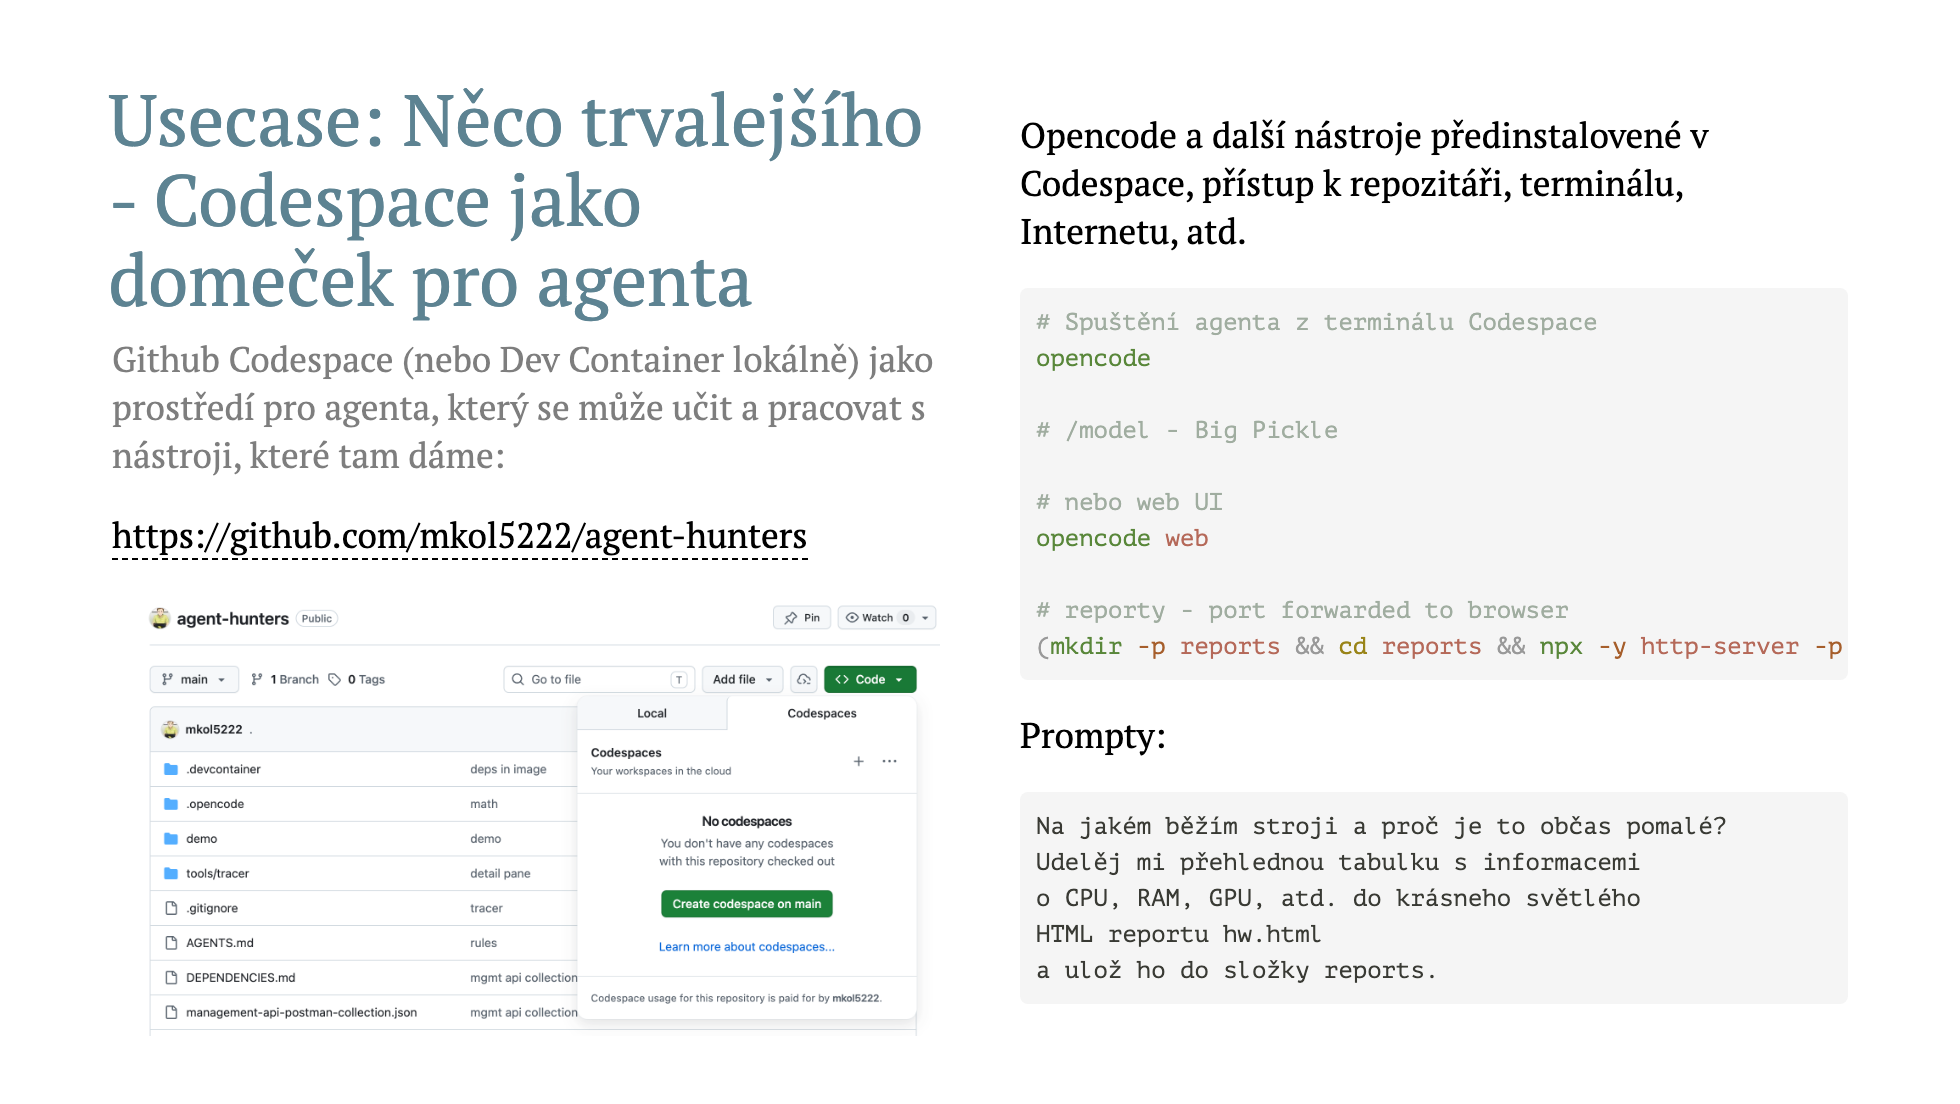 Usecase: Něco trvalejšího
- Codespace jako
domeček pro agenta
Github Codespace (nebo Dev Container lokálně) jako
prostředí pro agenta, který se může učit a pracovat s
nástroji, které tam dáme:
https://github.com/mkol5222/agent-hunters
agent-hunters Public
Pin
Watch 0
main
1 Branch
0 Tags
Go to file
T
Add file
Code
Local
Codespaces
mkol5222 .
Codespaces
Your workspaces in the cloud
.devcontainer deps in image
.opencode math
demo demo
tools/tracer detail pane
.gitignore tracer
AGENTS.md rules
DEPENDENCIES.md mgmt api collection
management-api-postman-collection.json mgmt api collection
No codespaces
You don't have any codespaces
with this repository checked out
Create codespace on main
Learn more about codespaces...
Codespace usage for this repository is paid for by mkol5222.
Opencode a další nástroje předinstalovené v
Codespace, přístup k repozitáři, terminálu,
Internetu, atd.
# Spuštění agenta z terminálu Codespace
opencode
# /model - Big Pickle
# nebo web UI
opencode web
# reporty - port forwarded to browser
(mkdir -p reports && cd reports && npx -y http-server -p
Prompty:
Na jakém běžím stroji a proč je to občas pomalé?
Udeлěj mi přehlednou tabulku s informacemi
o CPU, RAM, GPU, atd. do krásneho světlého
HTML reportu hw.html
a ulož ho do složky reports.